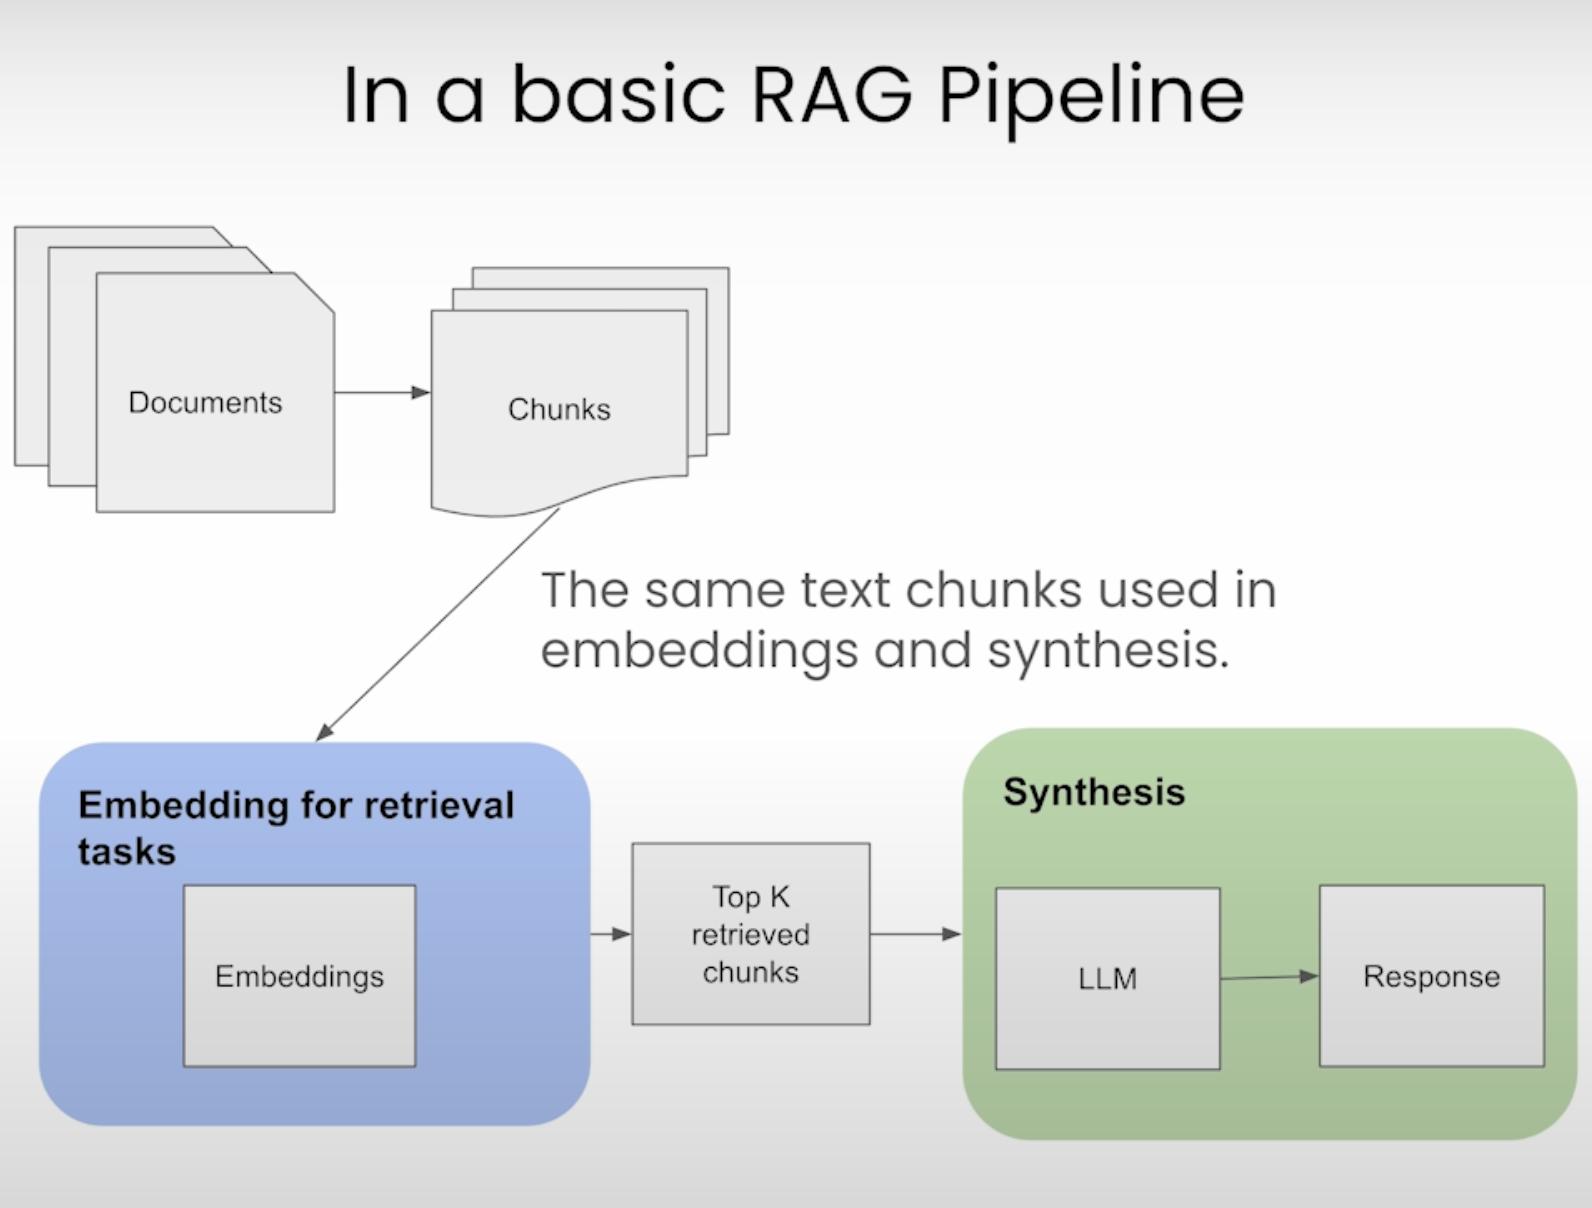 In a basic RAG Pipeline
Documents
Chunks
The same text chunks used in
embeddings and synthesis.
Embedding for retrieval
tasks
Embeddings
Top K
retrieved
chunks
Synthesis
LLM
Response